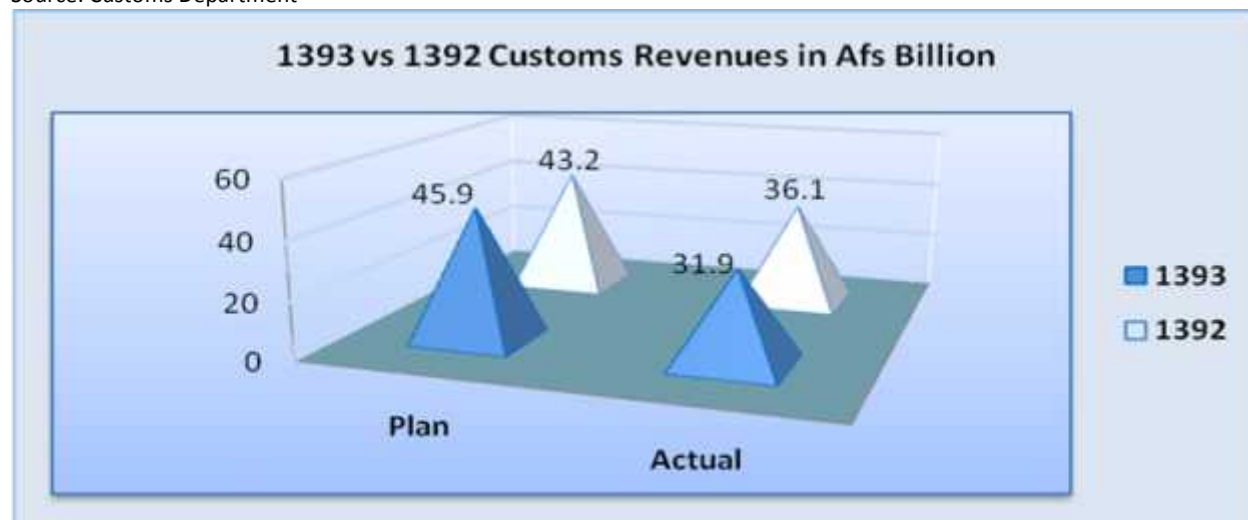 Source: Customs Department
1393 vs 1392 Customs Revenues in Afs Billion
60
40
20
0
45.9
43.2
31.9
36.1
Plan
Actual
1393
1392